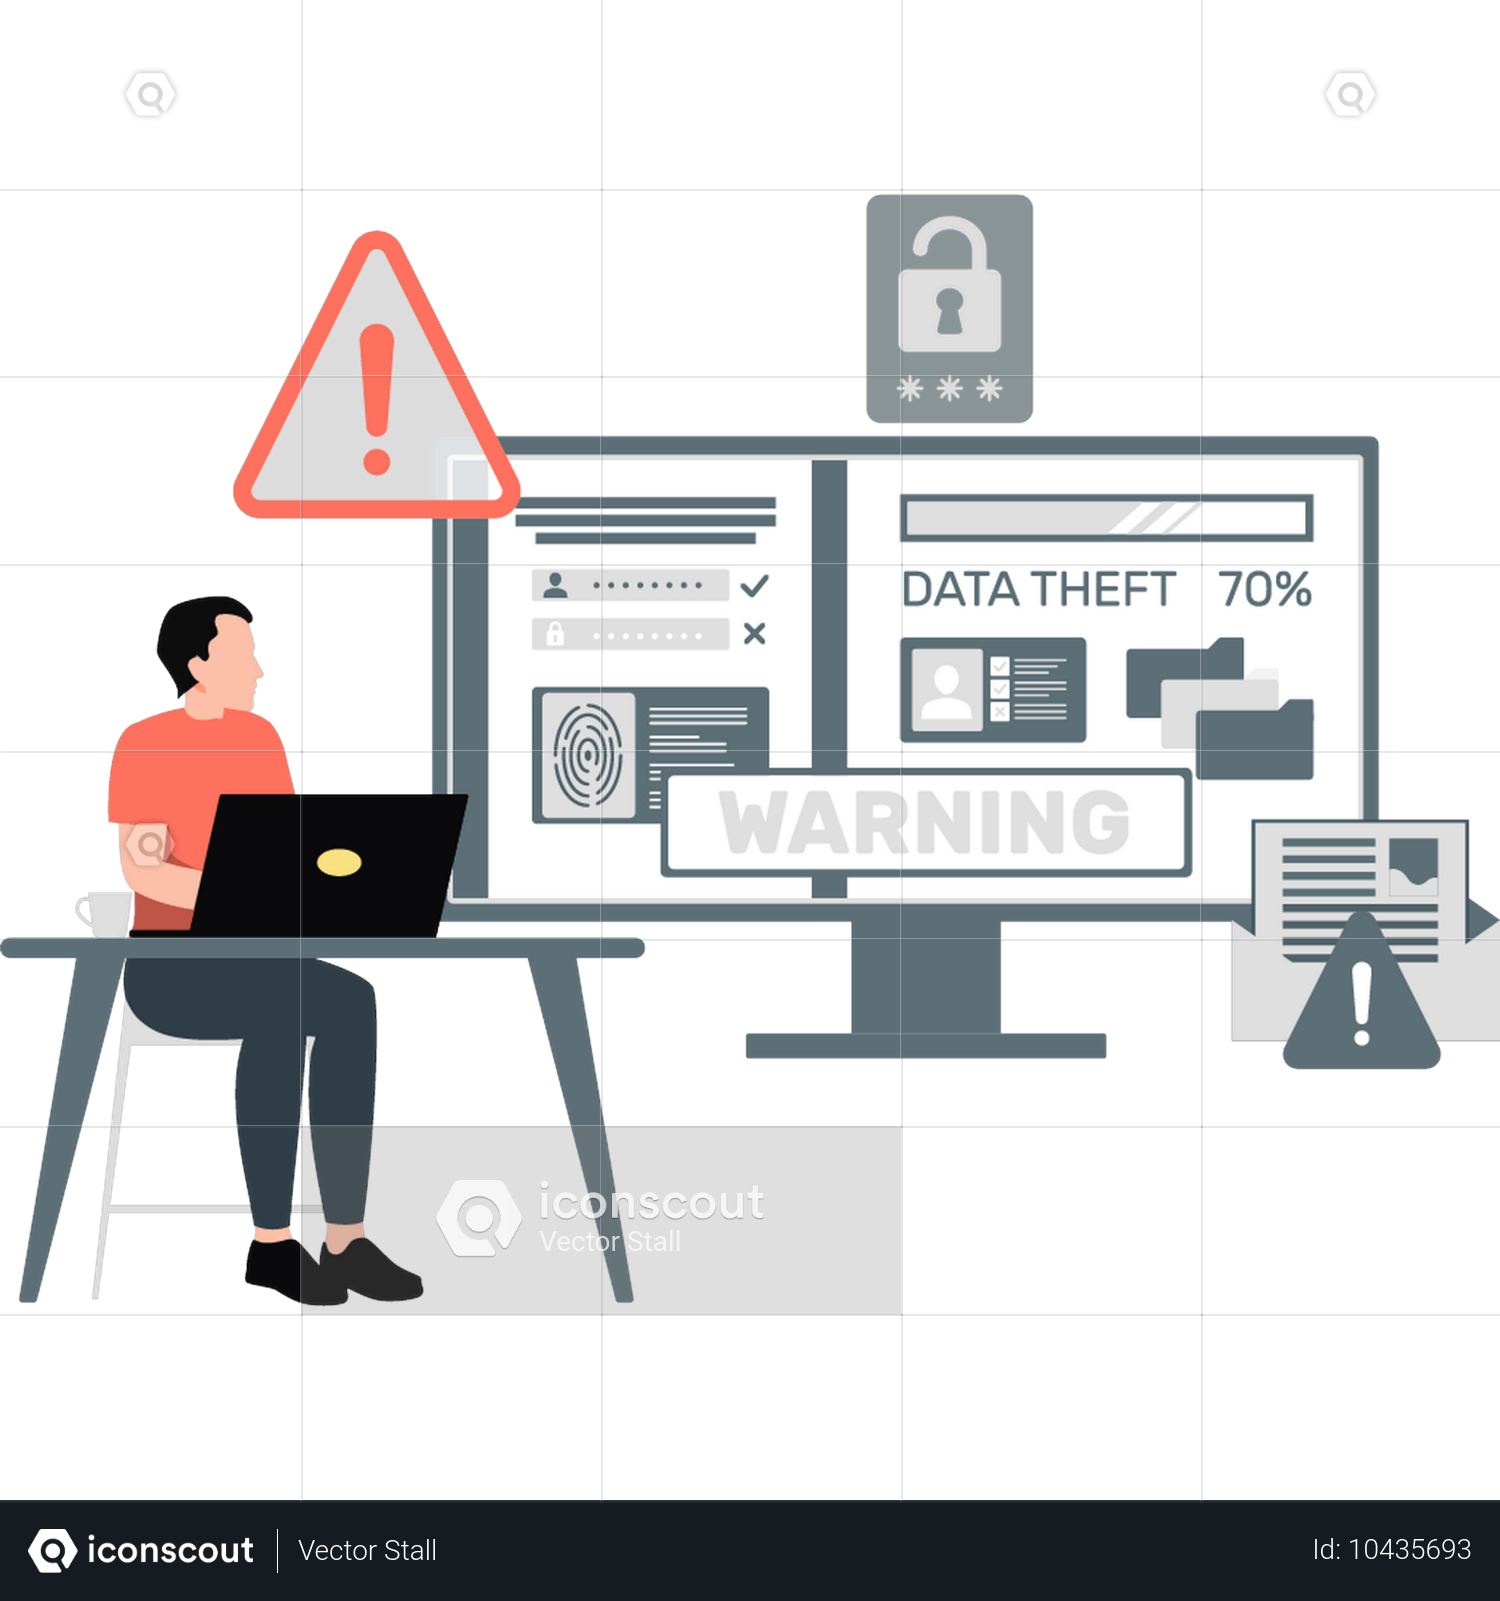 ***
DATA THEFT 70%
WARNING
iconscout
Vector Stall
iconscout Vector Stall Id: 10435693